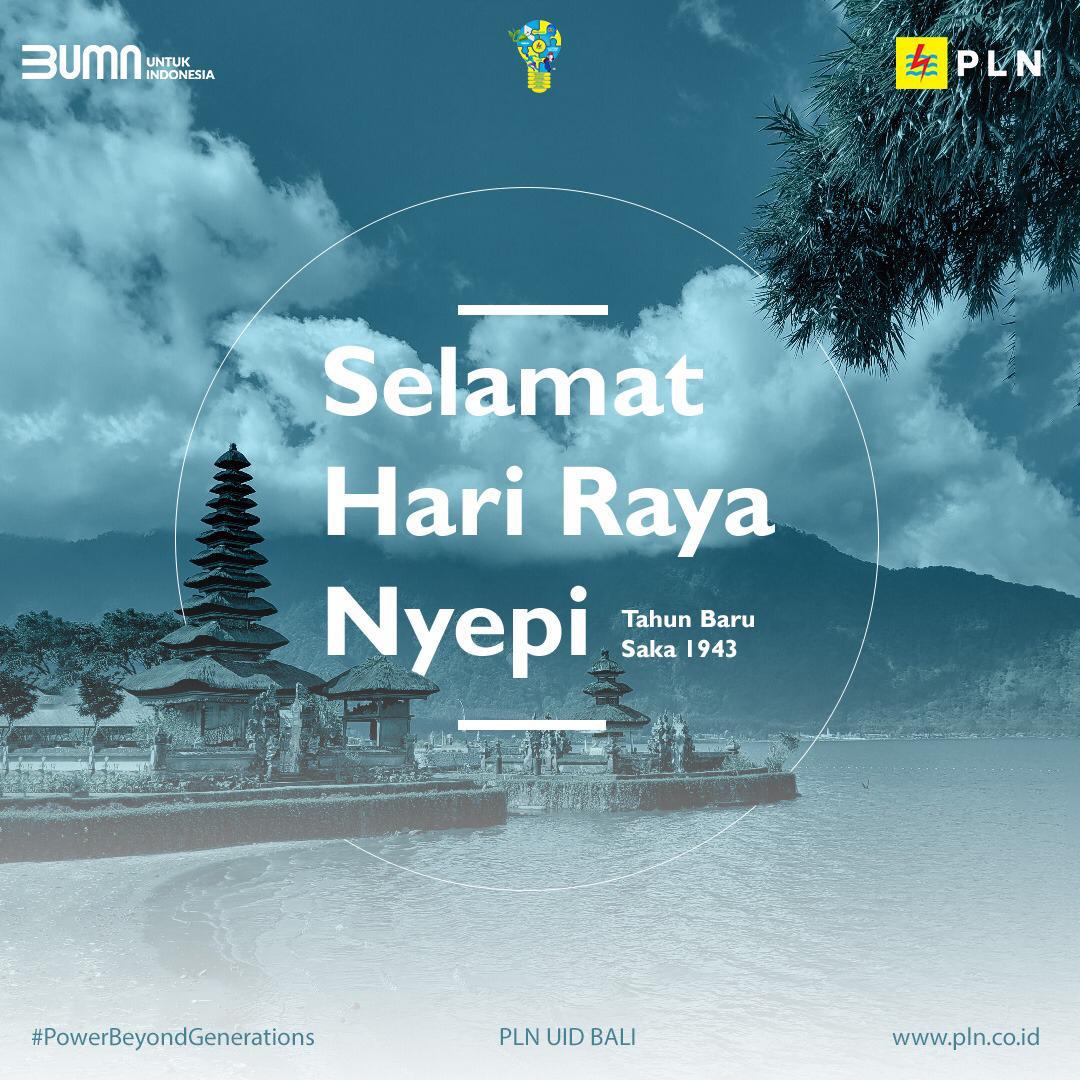 BUMN UNTUK
INDONESIA
PLN
Selamat
Hari Raya
Nyepi
Tahun Baru
Saka 1943
#PowerBeyondGenerations
PLN UID BALI
www.pln.co.id